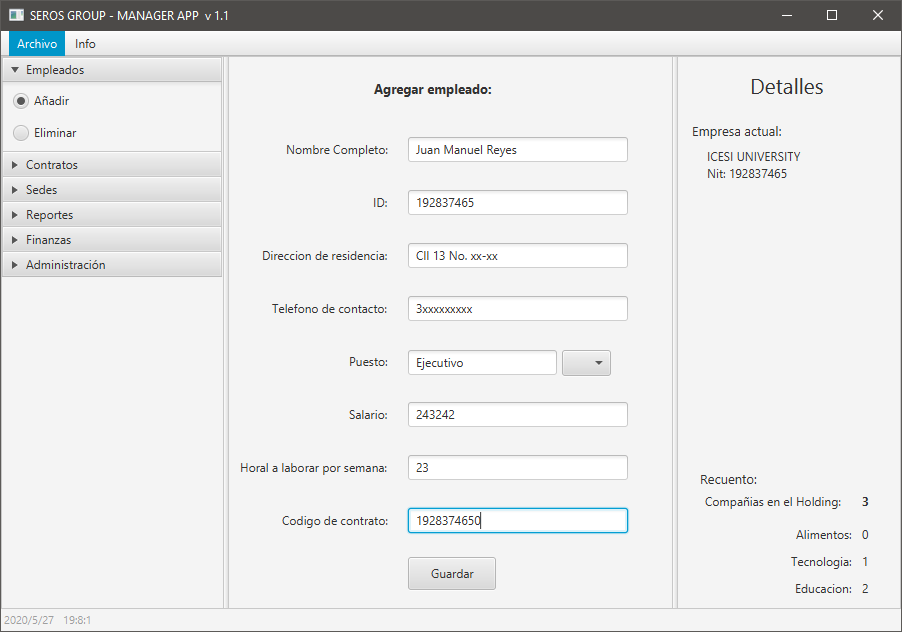 SEROS GROUP - MANAGER APP v 1.1
Archivo Info
Empleados
Añadir
Eliminar
Contratos
Sedes
Reportes
Finanzas
Administración
Agregar empleado:
Nombre Completo: Juan Manuel Reyes
ID: 192837465
Direccion de residencia: Cll 13 No. xx-xx
Telefono de contacto: 3xxxxxxxxx
Puesto: Ejecutivo
Salario: 243242
Horal a laborar por semana: 23
Codigo de contrato: 1928374650
Guardar
Detalles
Empresa actual:
ICESI UNIVERSITY
Nit: 192837465
Recuento:
Compañias en el Holding: 3
Alimentos: 0
Tecnologia: 1
Educacion: 2
2020/5/27 19:8:1